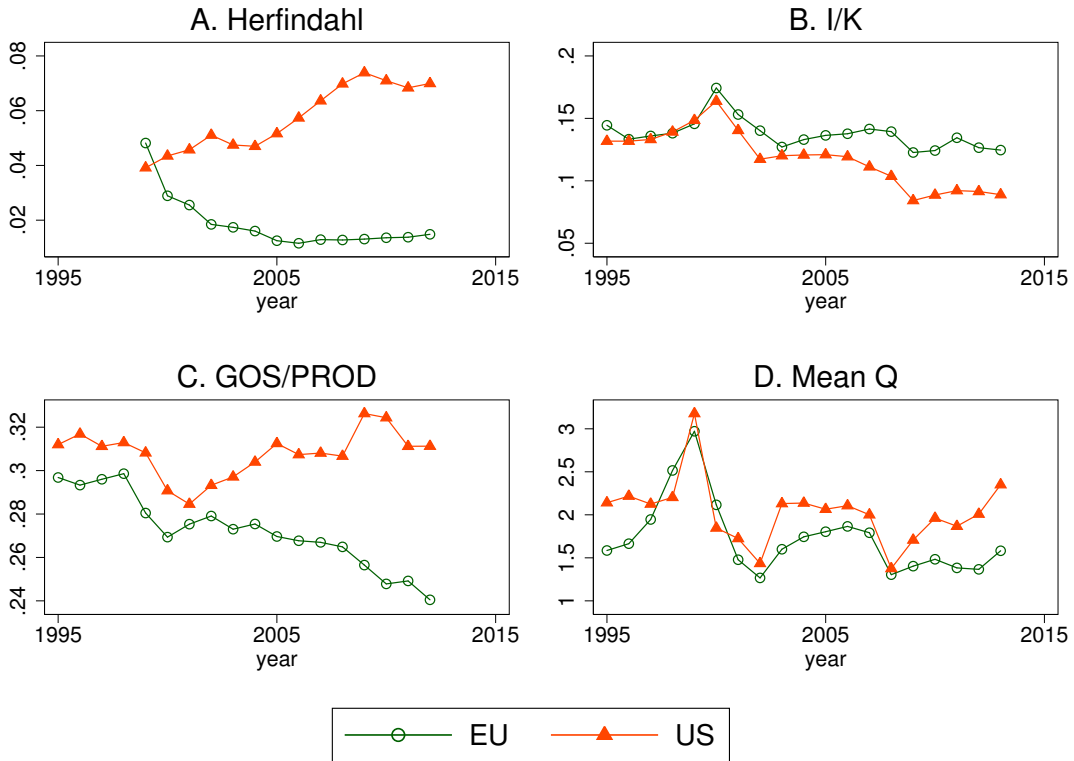 A. Herfindahl
.08
.06
.04
.02
1995 2005 2015
year
B. I/K
.2
.15
.1
.05
1995 2005 2015
year
C. GOS/PROD
.32
.3
.28
.26
.24
1995 2005 2015
year
D. Mean Q
3
2.5
2
1.5
1
1995 2005 2015
year
EU US